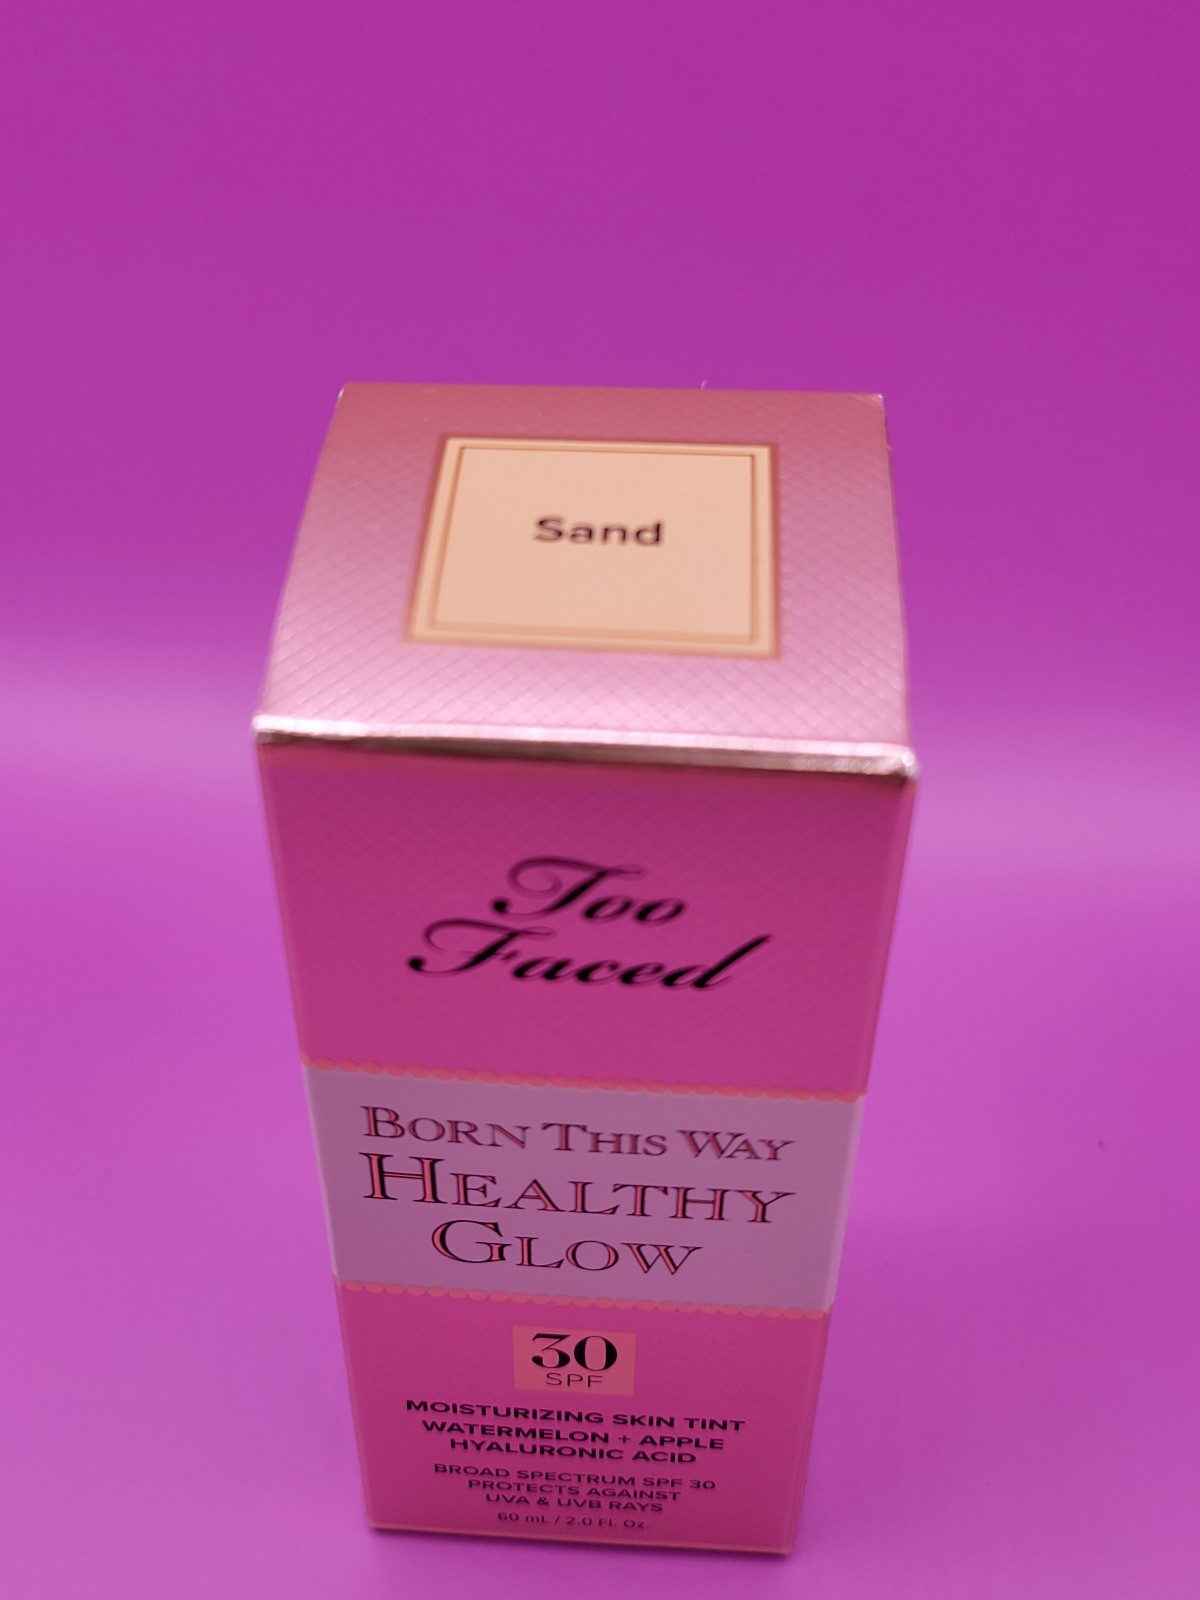 Sand
Too
Faced
BORN THIS WAY
HEALTHY
GLOW
30
SPF
MOISTURIZING SKIN TINT
WATERMELON + APPLE
HYALURONIC ACID
BROAD SPECTRUM SPF 30
PROTECTS AGAINST
UVA & UVB RAYS
60 mL / 2.0 Fl. Oz.